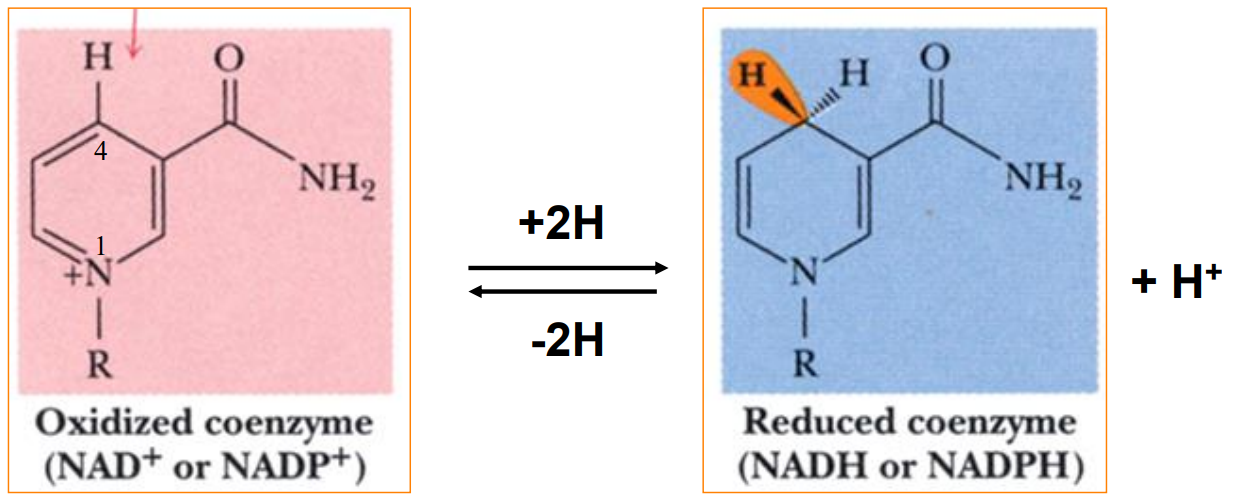 H
O
4
NH₂
1
+N
R
Oxidized coenzyme
(NAD⁺ or NADP⁺)
+2H
-2H
H
H
O
NH₂
N
R
Reduced coenzyme
(NADH or NADPH)
+ H⁺